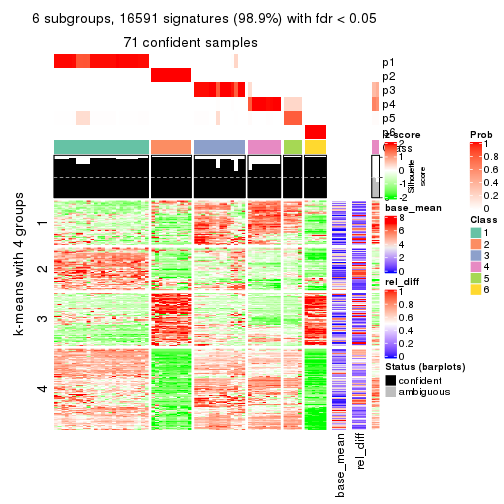 6 subgroups, 16591 signatures (98.9%) with fdr < 0.05
71 confident samples
p1
p2
p3
p4
p5
p6
z-score
2
1
0
-1
-2
Class
Silhouette
score
Prob
1
0.8
0.6
0.4
0.2
0
Class
1
2
3
4
5
6
base_mean
8
6
4
2
0
rel_diff
1
0.8
0.6
0.4
0.2
0
Status (barplots)
confident
ambiguous
k-means with 4 groups
1
2
3
4
base_mean
rel_diff